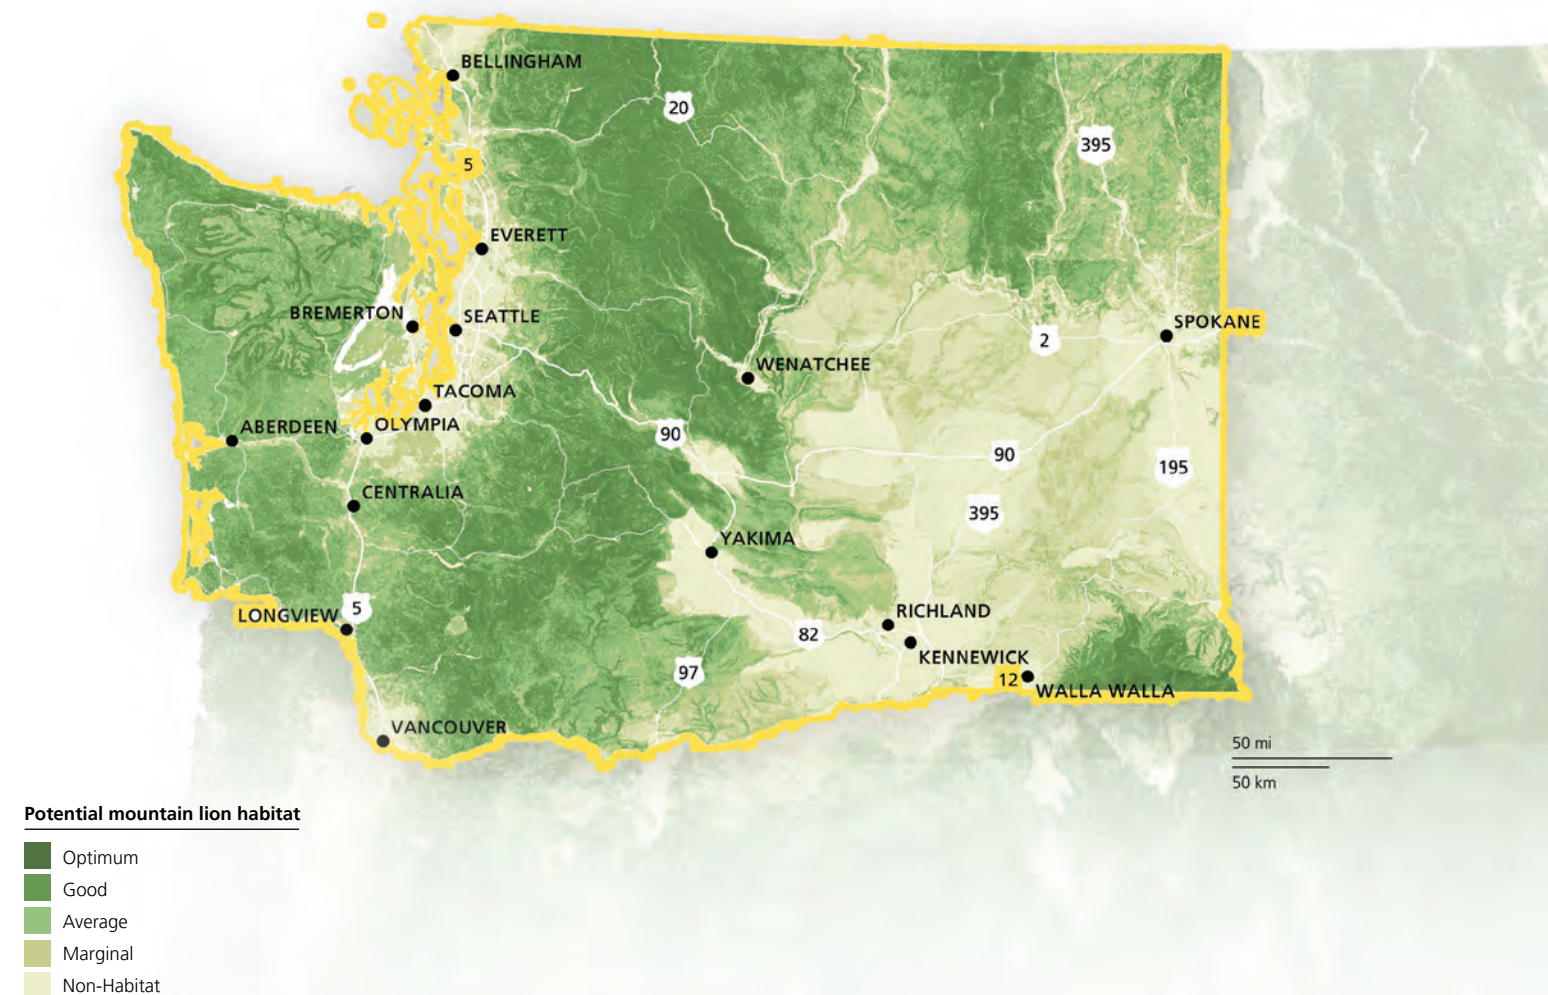 BELLINGHAM
20
395
5
EVERETT
BREMERTON
SEATTLE
SPOKANE
2
WENATCHEE
TACOMA
ABERDEEN
OLYMPIA
90
90
195
CENTRALIA
395
YAKIMA
LONGVIEW
5
RICHLAND
82
KENNEWICK
97
12
WALLA WALLA
VANCOUVER
50 mi
50 km
Potential mountain lion habitat
Optimum
Good
Average
Marginal
Non-Habitat